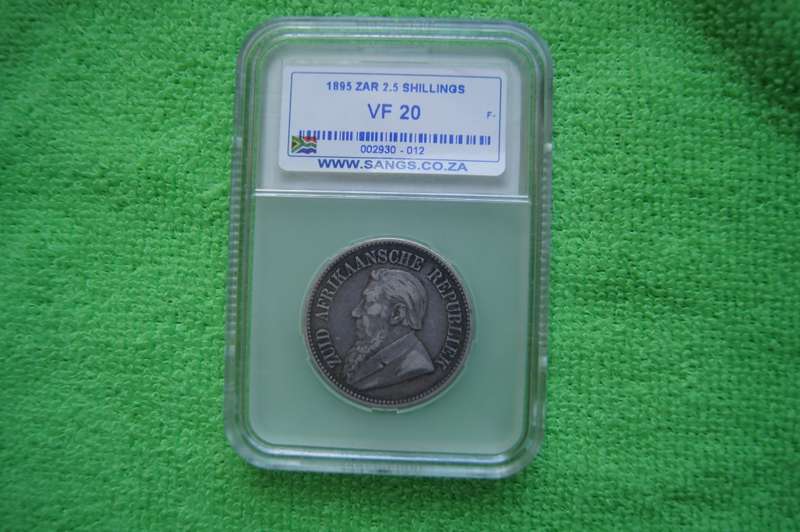 1895 ZAR 2.5 SHILLINGS
VF 20
F-
002930 - 012
WWW.SANGS.CO.ZA
ZUID AFRIKAANSCHE REPUBLIEK